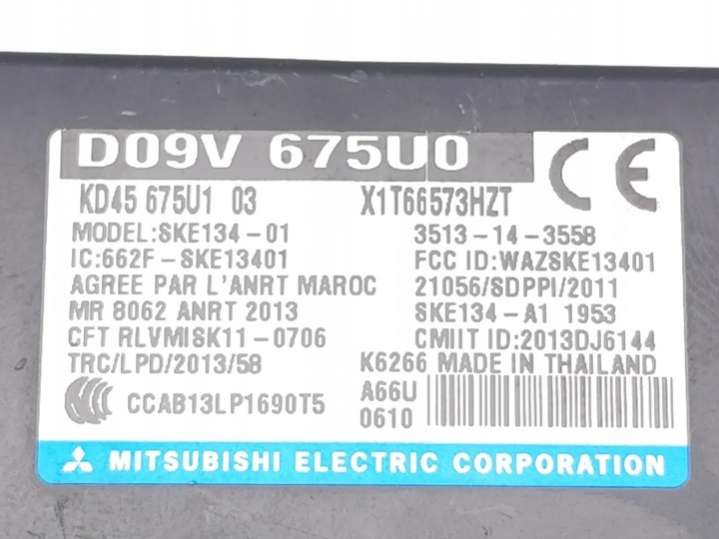 D09V 675U0
KD45 675U1 03 X1T66573HZT
MODEL:SKE134-01 3513-14-3558
IC:662F-SKE13401 FCC ID:WAZSKE13401
AGREE PAR L'ANRT MAROC 21056/SDPPI/2011
MR 8062 ANRT 2013 SKE134-A1 1953
CFT RLVMISK11-0706 CMIIT ID:2013DJ6144
TRC/LPD/2013/58 K6266 MADE IN THAILAND
CCAB13LP1690T5 A66U
0610
MITSUBISHI ELECTRIC CORPORATION
CE